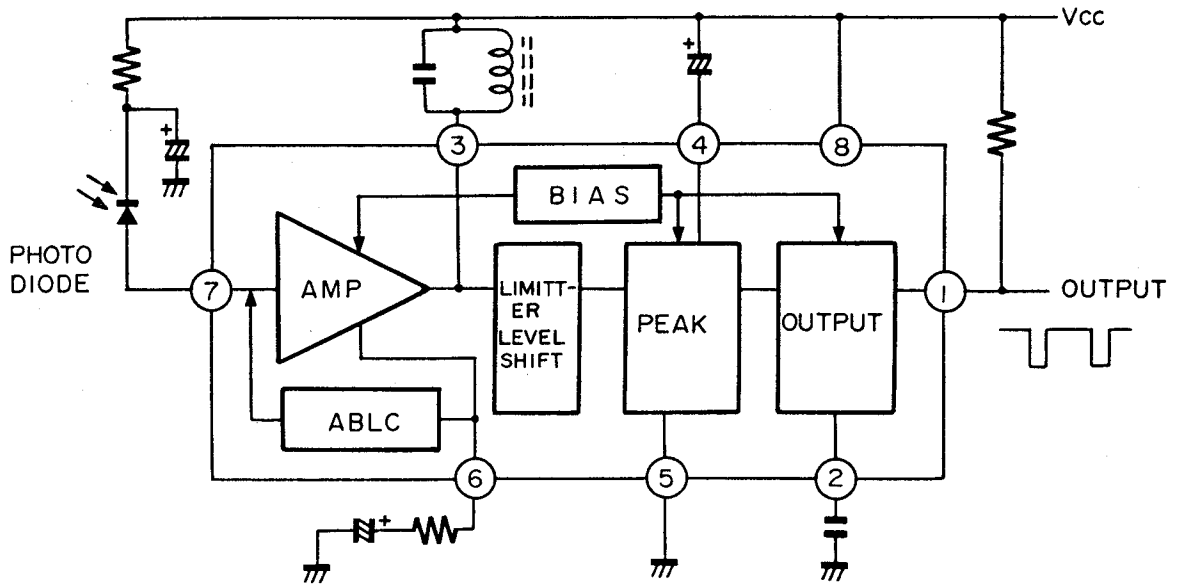 Vcc
+
+
3
4
8
BIAS
PHOTO
DIODE
7
AMP
LIMITT-
ER
LEVEL
SHIFT
PEAK
OUTPUT
1
OUTPUT
ABLC
6
5
2
+